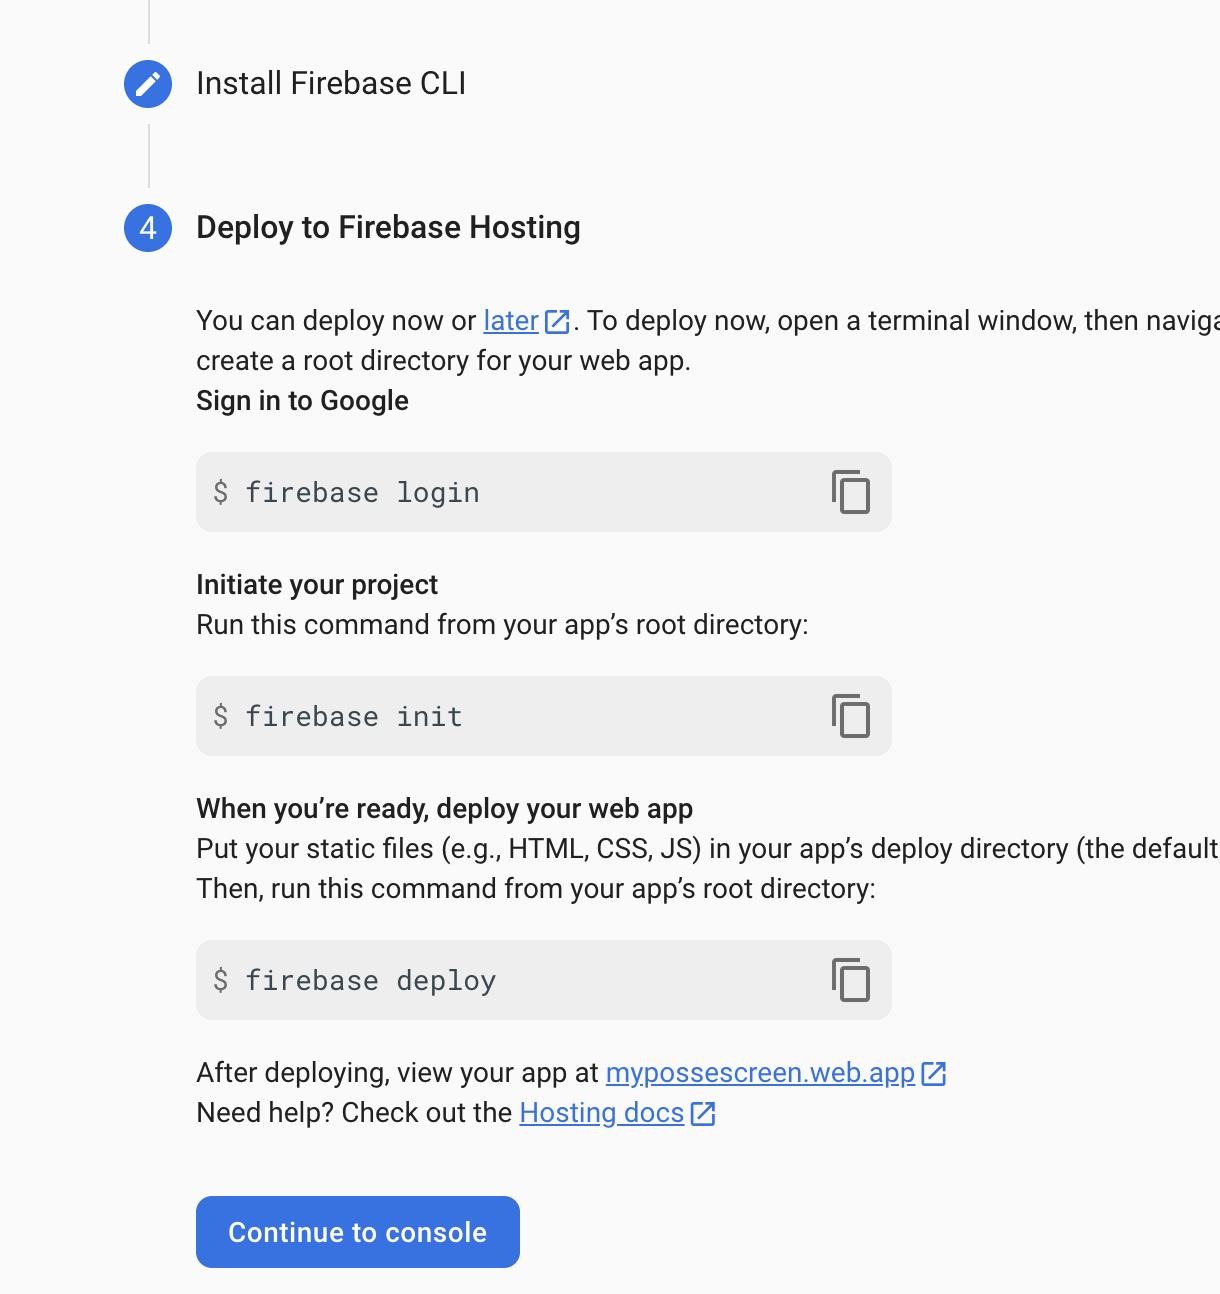 Install Firebase CLI
4 Deploy to Firebase Hosting
You can deploy now or later. To deploy now, open a terminal window, then
create a root directory for your web app.
Sign in to Google
$ firebase login
Initiate your project
Run this command from your app’s root directory:
$ firebase init
When you’re ready, deploy your web app
Put your static files (e.g., HTML, CSS, JS) in your app’s deploy directory (the default
Then, run this command from your app’s root directory:
$ firebase deploy
After deploying, view your app at mypossescreen.web.app
Need help? Check out the Hosting docs
Continue to console